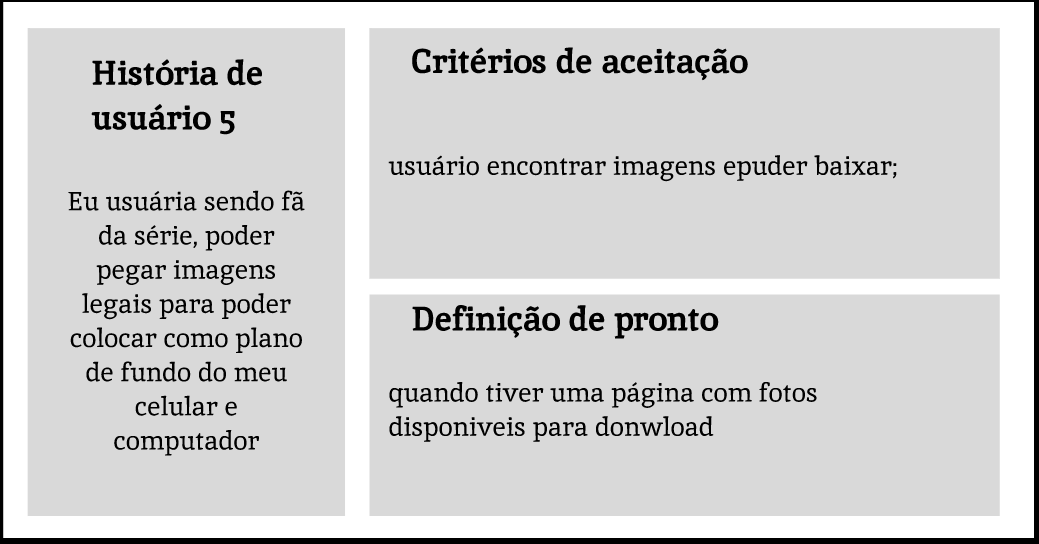 História de
usuário 5
Eu usuária sendo fã
da série, poder
pegar imagens
legais para poder
colocar como plano
de fundo do meu
celular e
computador
Critérios de aceitação
usuário encontrar imagens epuder baixar;
Definição de pronto
quando tiver uma página com fotos
disponiveis para donwload